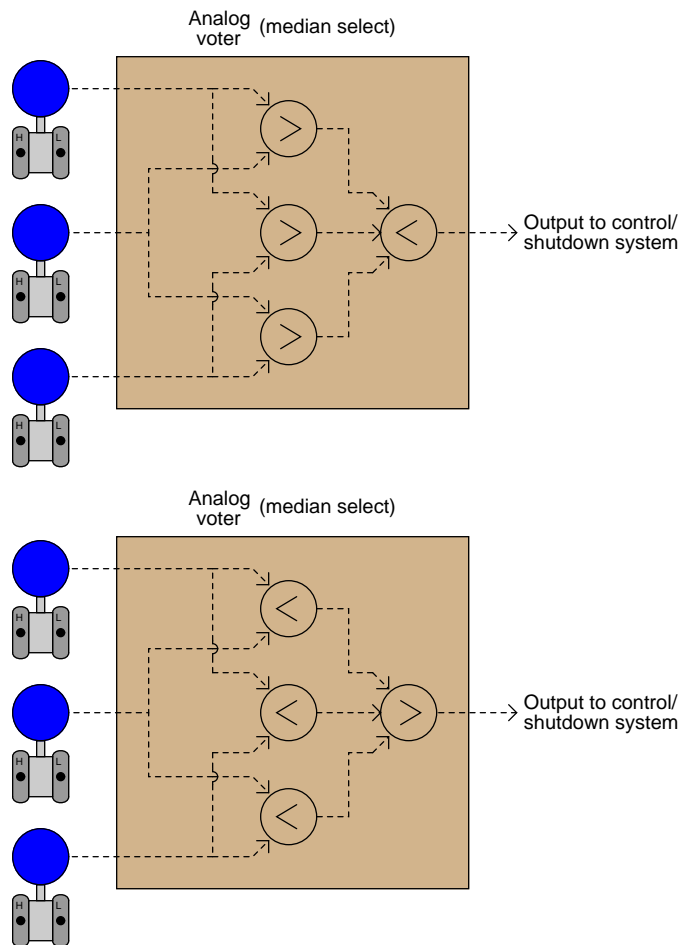 Analog
voter (median select)
H L
>
H L
>
<
Output to control/
shutdown system
>
H L
Analog
voter (median select)
H L
<
H L
<
>
Output to control/
shutdown system
<
H L